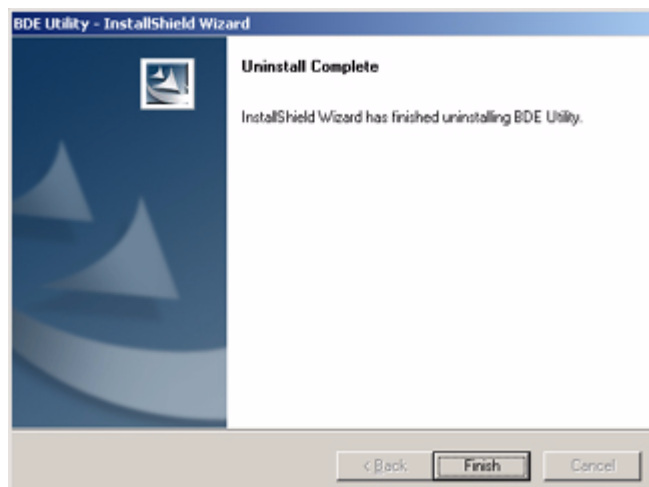 BDE Utility - InstallShield Wizard
Uninstall Complete
InstallShield Wizard has finished uninstalling BDE Utility.
< Back
Finish
Cancel